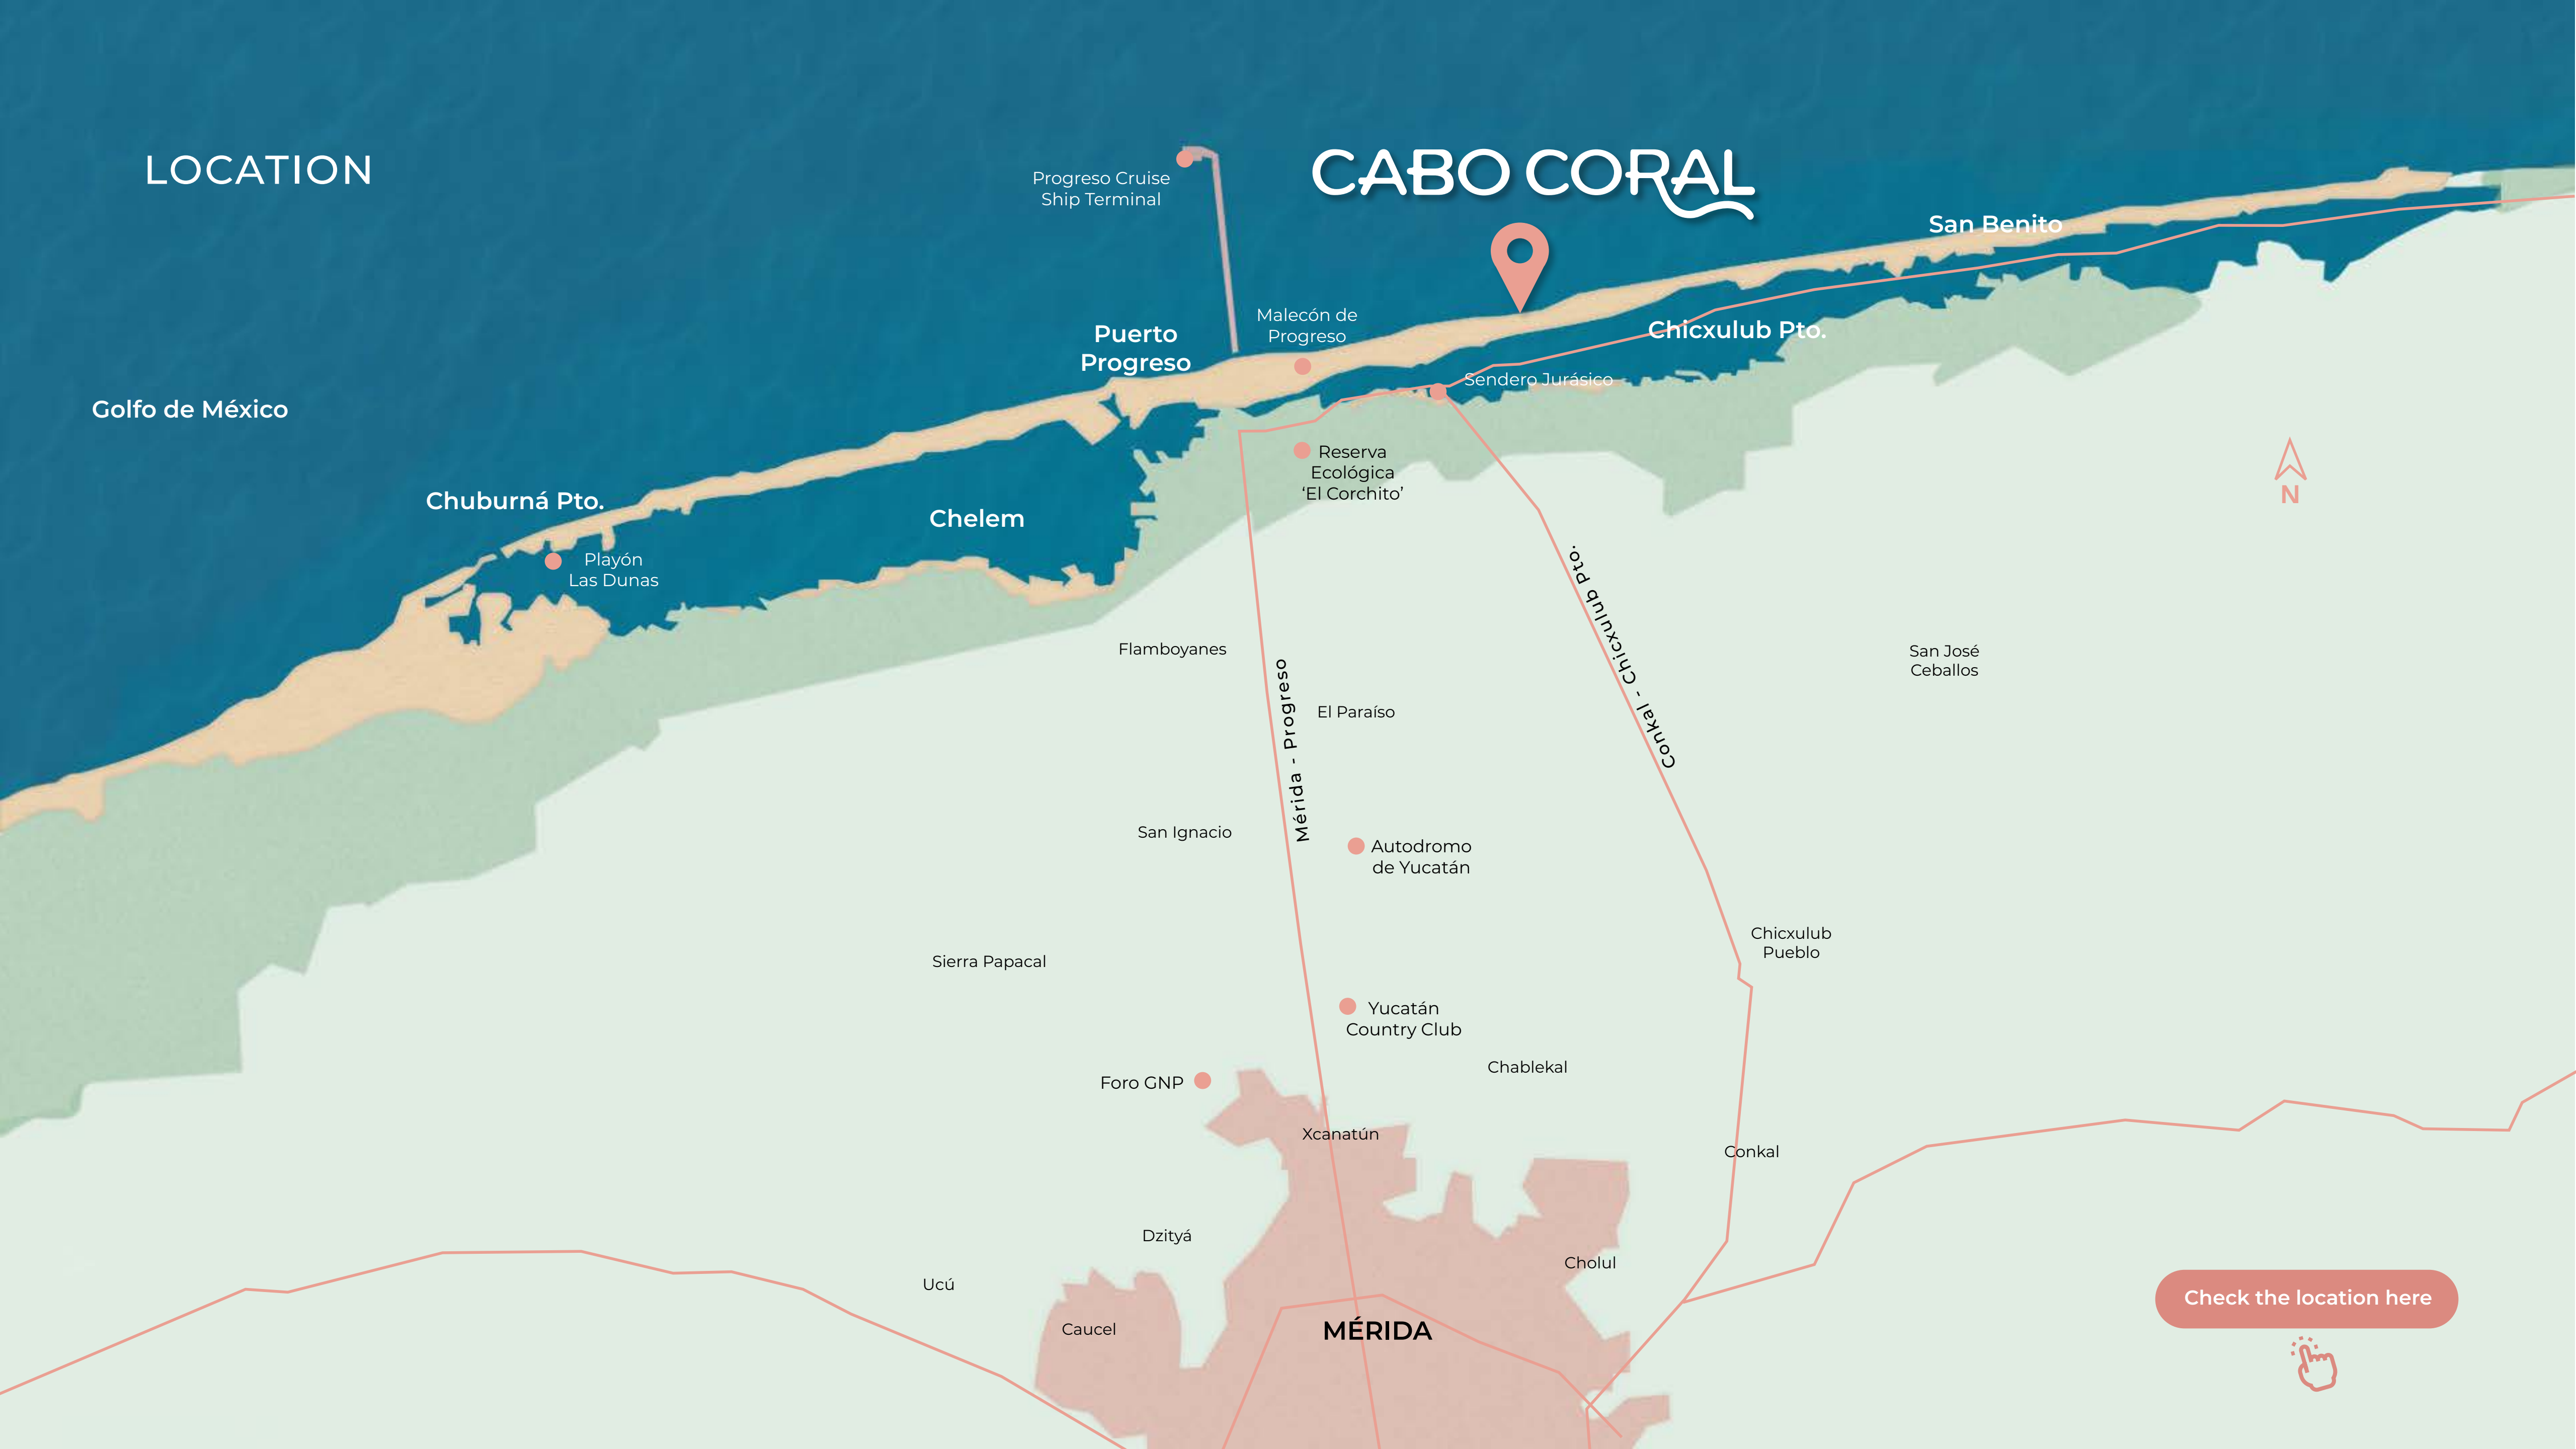 LOCATION
Progreso Cruise
Ship Terminal
CABO CORAL
San Benito
Malecón de
Progreso
Puerto
Progreso
Chicxulub Pto.
Sendero Jurásico
Golfo de México
Reserva
Ecológica
‘El Corchito’
N
Chuburná Pto.
Chelem
Playón
Las Dunas
Conkal - Chicxulub Pto.
Flamboyanes
San José
Ceballos
Mérida - Progreso
El Paraíso
San Ignacio
Autodromo
de Yucatán
Chicxulub
Pueblo
Sierra Papacal
Yucatán
Country Club
Chablekal
Foro GNP
Xcanatún
Conkal
Dzityá
Cholul
Ucú
Check the location here
Caucel
MÉRIDA